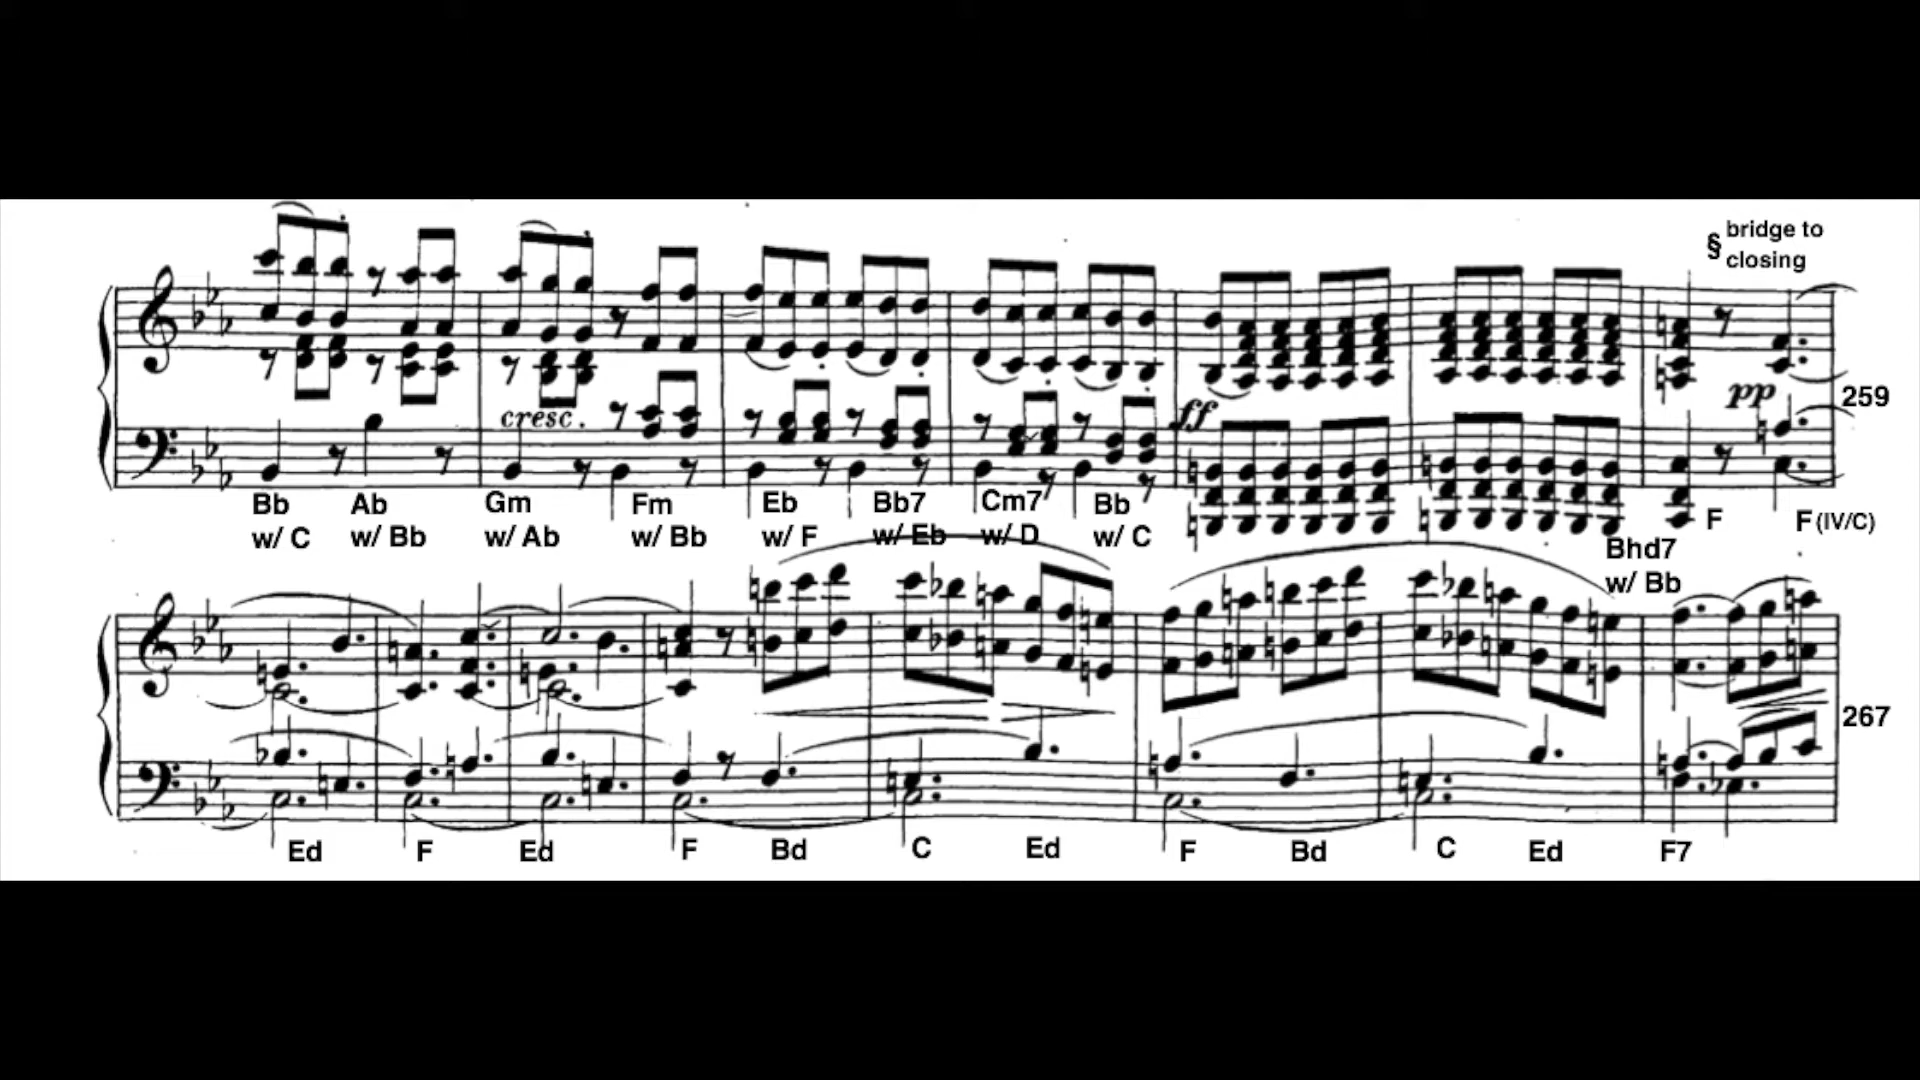 § bridge to
closing
cresc.
ff
pp
259
Bb Ab Gm Fm Eb Bb7 Cm7 Bb F F (IV/C)
w/ C w/ Bb w/ Ab w/ Bb w/ F w/ Eb w/ D w/ C
Bhd7
w/ Bb
267
Ed F Ed F Bd C Ed F Bd C Ed F7